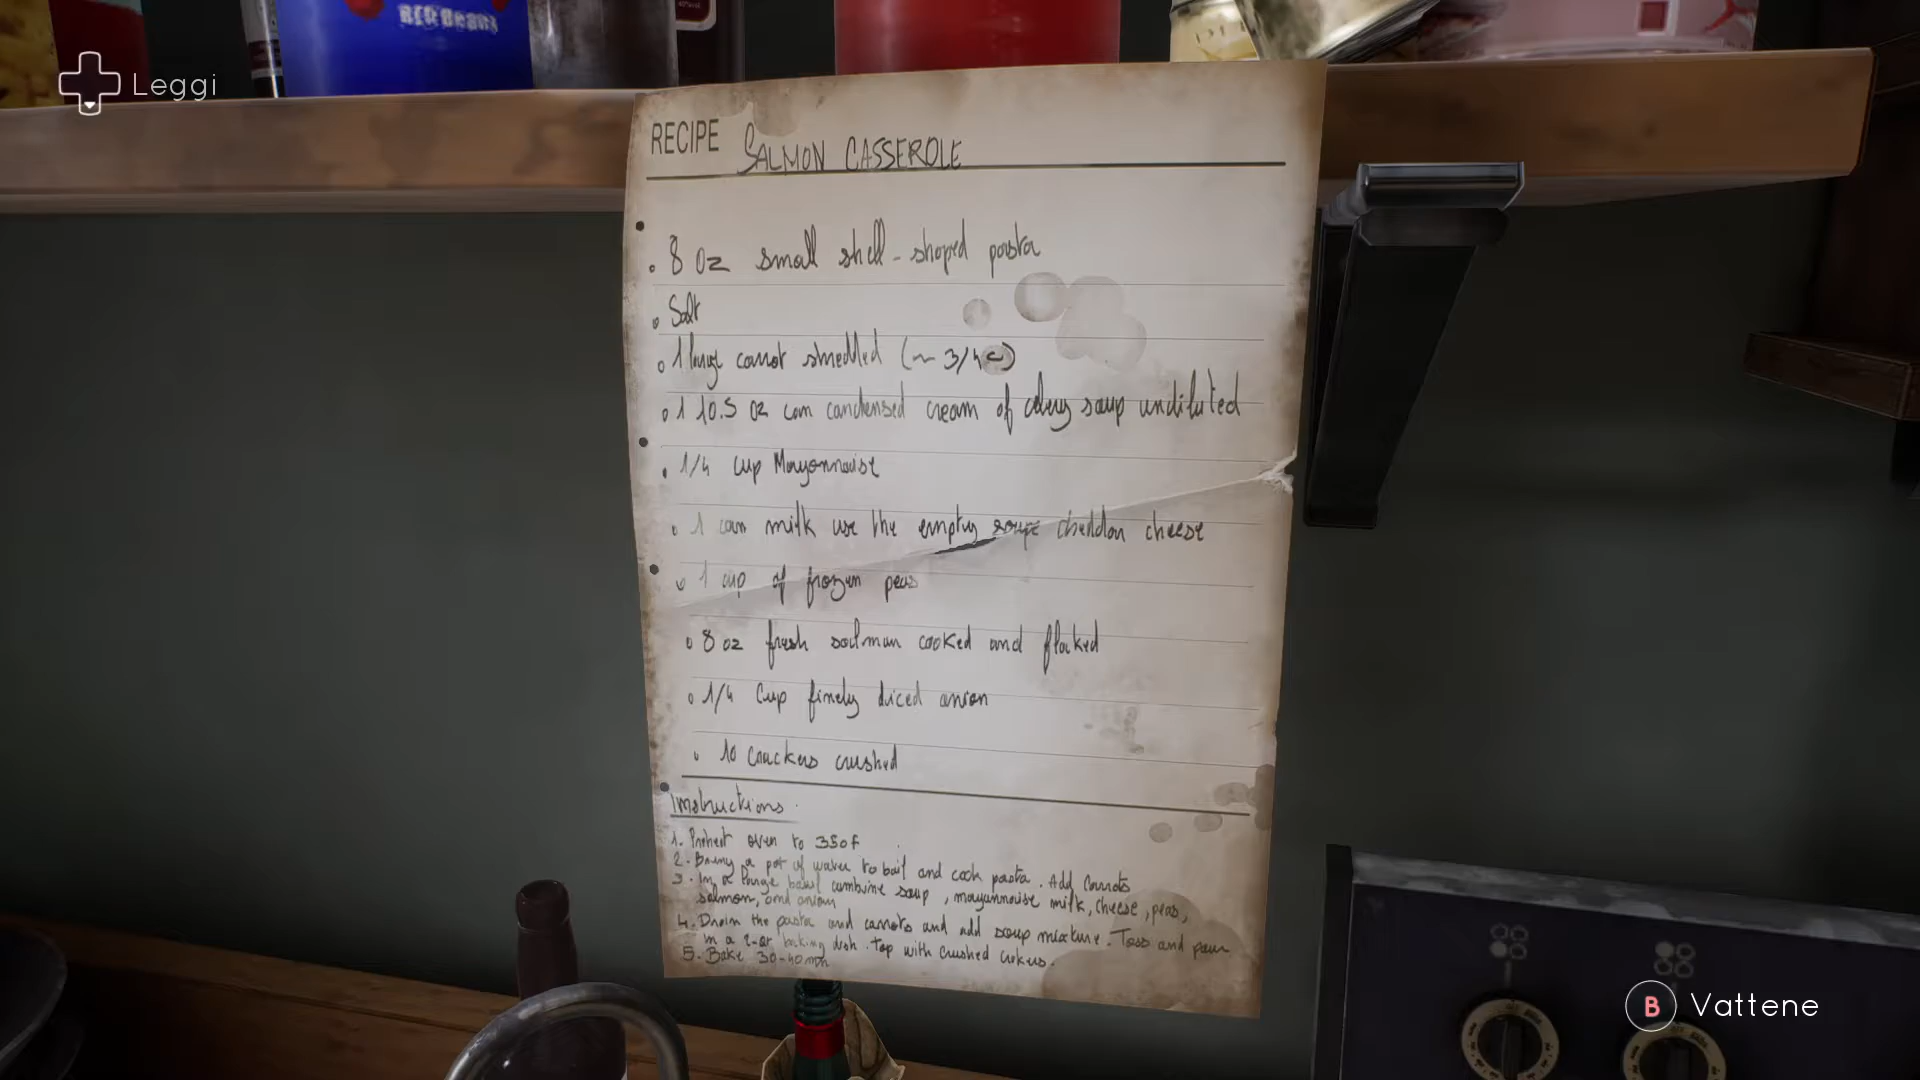 RED Beans
Leggi
RECIPE SALMON CASSEROLE
8 Oz small shell-shaped pasta
Salt
1 large carrot shredded (~ 3/4 c)
1 10.5 oz can condensed cream of celery soup undiluted
1/4 cup Mayonnaise
1 can milk use the empty soupe cheddar cheese
1 cup of frozen peas
8 oz fresh salmon cooked and flaked
1/4 Cup finely diced onion
10 Crackers crushed
Instructions
1. Preheat oven to 350F
2. Bring a pot of water to boil and cook pasta. Add Carrots
3. In a large bowl combine soup, mayonnaise milk, cheese, peas,
salmon, and onion
4. Drain the pasta and carrots and add soup mixture. Toss and pour
in a 2-qr baking dish. top with crushed crakers.
5. Bake 30-40mn
B Vattene